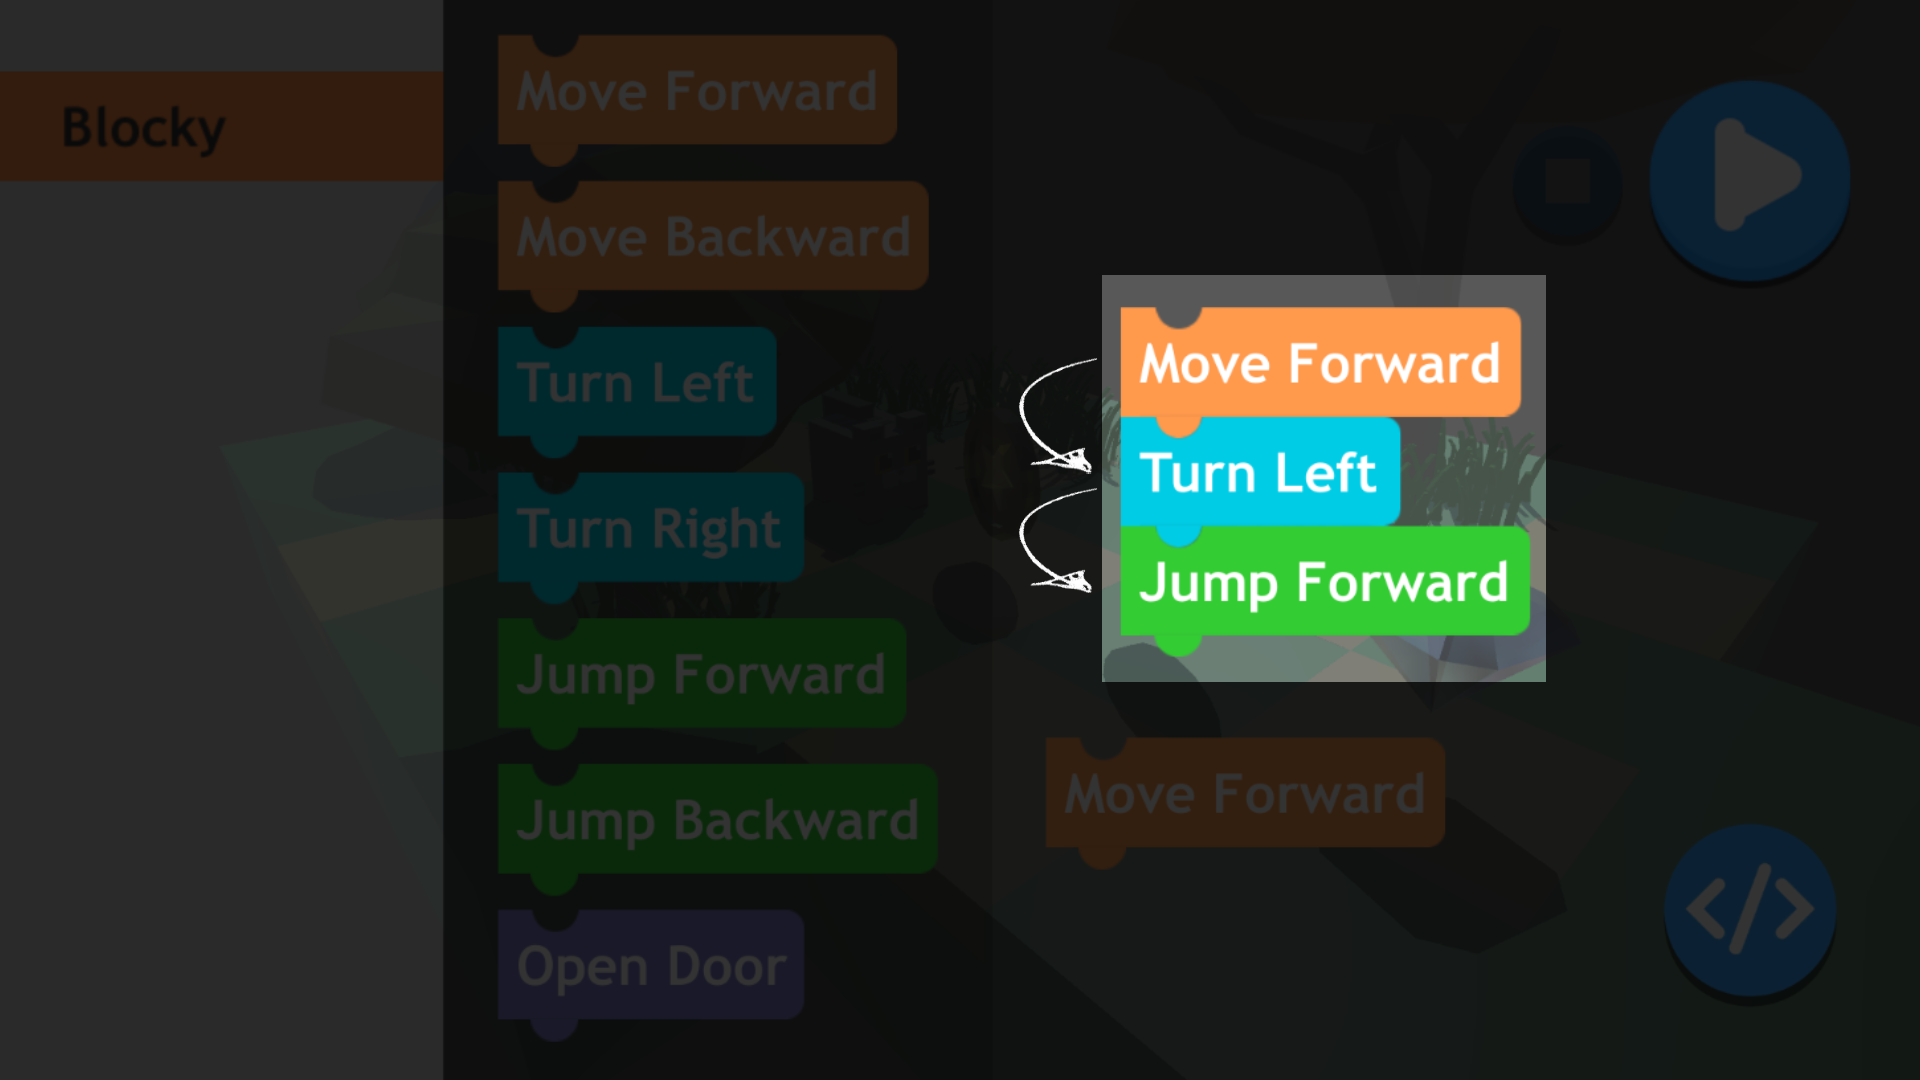 Blocky
Move Forward
Move Backward
Turn Left
Turn Right
Jump Forward
Jump Backward
Open Door
Move Forward
Turn Left
Jump Forward
Move Forward